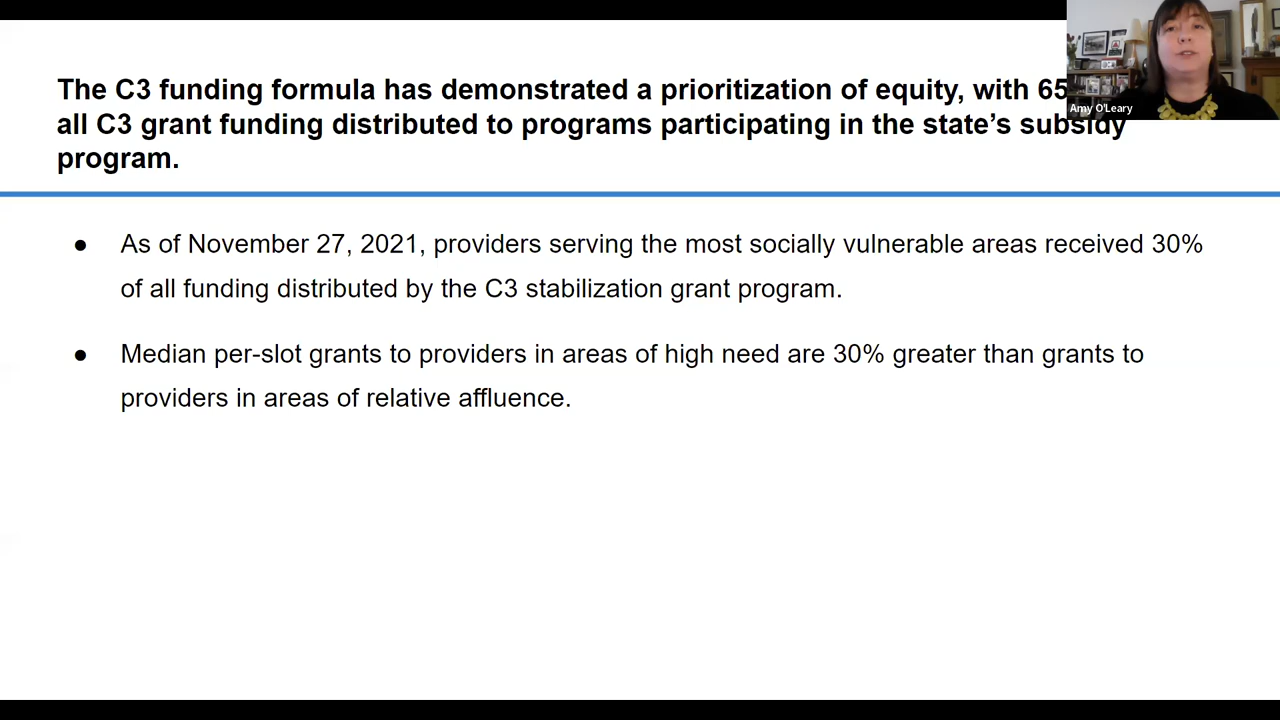 The C3 funding formula has demonstrated a prioritization of equity, with 65
all C3 grant funding distributed to programs participating in the state’s subsidy
program.
● As of November 27, 2021, providers serving the most socially vulnerable areas received 30%
of all funding distributed by the C3 stabilization grant program.
● Median per-slot grants to providers in areas of high need are 30% greater than grants to
providers in areas of relative affluence.
Amy O'Leary